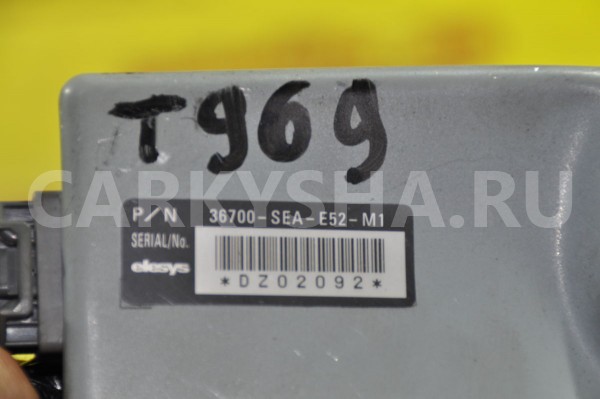 T969
CARKYSHA.RU
P/N 36700-SEA-E52-M1
SERIAL/No.
elesys
*DZ02092*